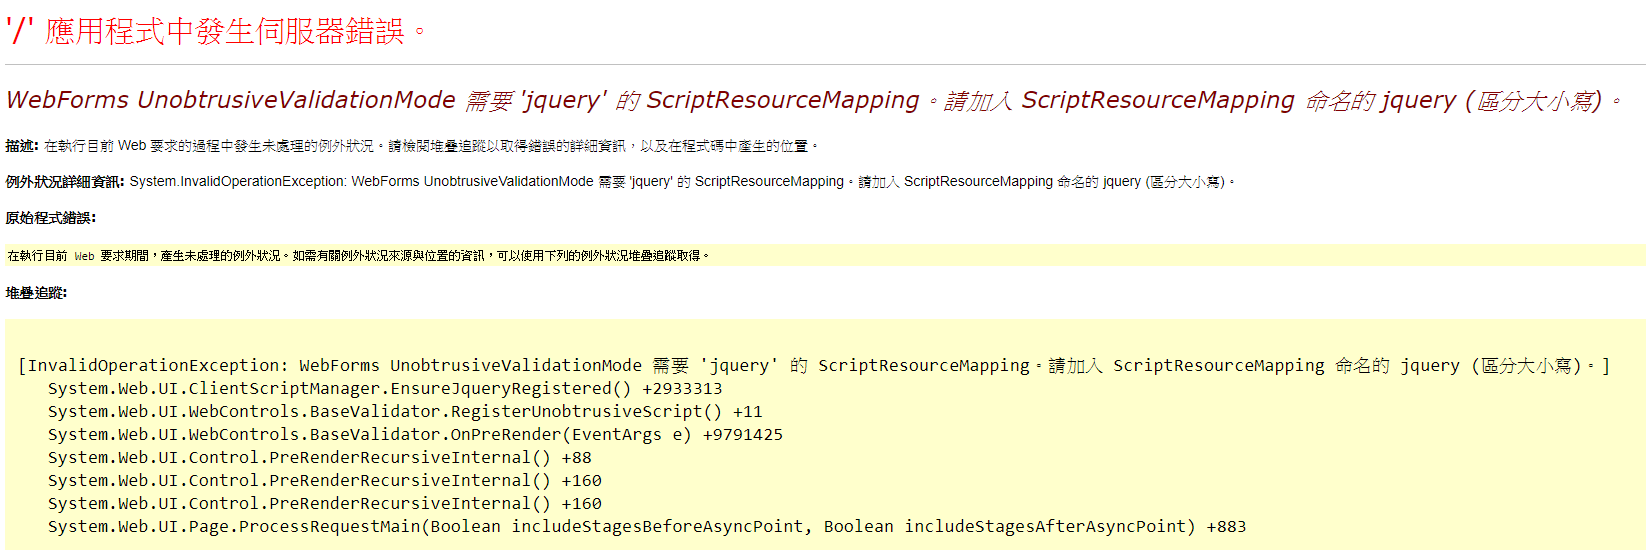 '/' 應用程式中發生伺服器錯誤。
WebForms UnobtrusiveValidationMode 需要 'jquery' 的 ScriptResourceMapping。請加入 ScriptResourceMapping 命名的 jquery (區分大小寫)。
描述: 在執行目前 Web 要求的過程中發生未處理的例外狀況。請檢閱堆疊追蹤以取得錯誤的詳細資訊，以及在程式碼中產生的位置。
例外狀況詳細資訊: System.InvalidOperationException: WebForms UnobtrusiveValidationMode 需要 'jquery' 的 ScriptResourceMapping。請加入 ScriptResourceMapping 命名的 jquery (區分大小寫)。
原始程式錯誤:
在執行目前 Web 要求期間，產生未處理的例外狀況。如需有關例外狀況來源與位置的資訊，可以使用下列的例外狀況堆疊追蹤取得。
堆疊追蹤:
[InvalidOperationException: WebForms UnobtrusiveValidationMode 需要 'jquery' 的 ScriptResourceMapping。請加入 ScriptResourceMapping 命名的 jquery (區分大小寫)。]
System.Web.UI.ClientScriptManager.EnsureJqueryRegistered() +2933313
System.Web.UI.WebControls.BaseValidator.RegisterUnobtrusiveScript() +11
System.Web.UI.WebControls.BaseValidator.OnPreRender(EventArgs e) +9791425
System.Web.UI.Control.PreRenderRecursiveInternal() +88
System.Web.UI.Control.PreRenderRecursiveInternal() +160
System.Web.UI.Control.PreRenderRecursiveInternal() +160
System.Web.UI.Page.ProcessRequestMain(Boolean includeStagesBeforeAsyncPoint, Boolean includeStagesAfterAsyncPoint) +883